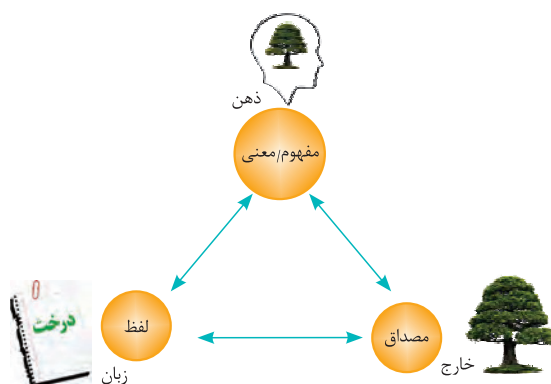 ذهن
مفهوم/معنی
درخت
لفظ
زبان
مصداق
خارج